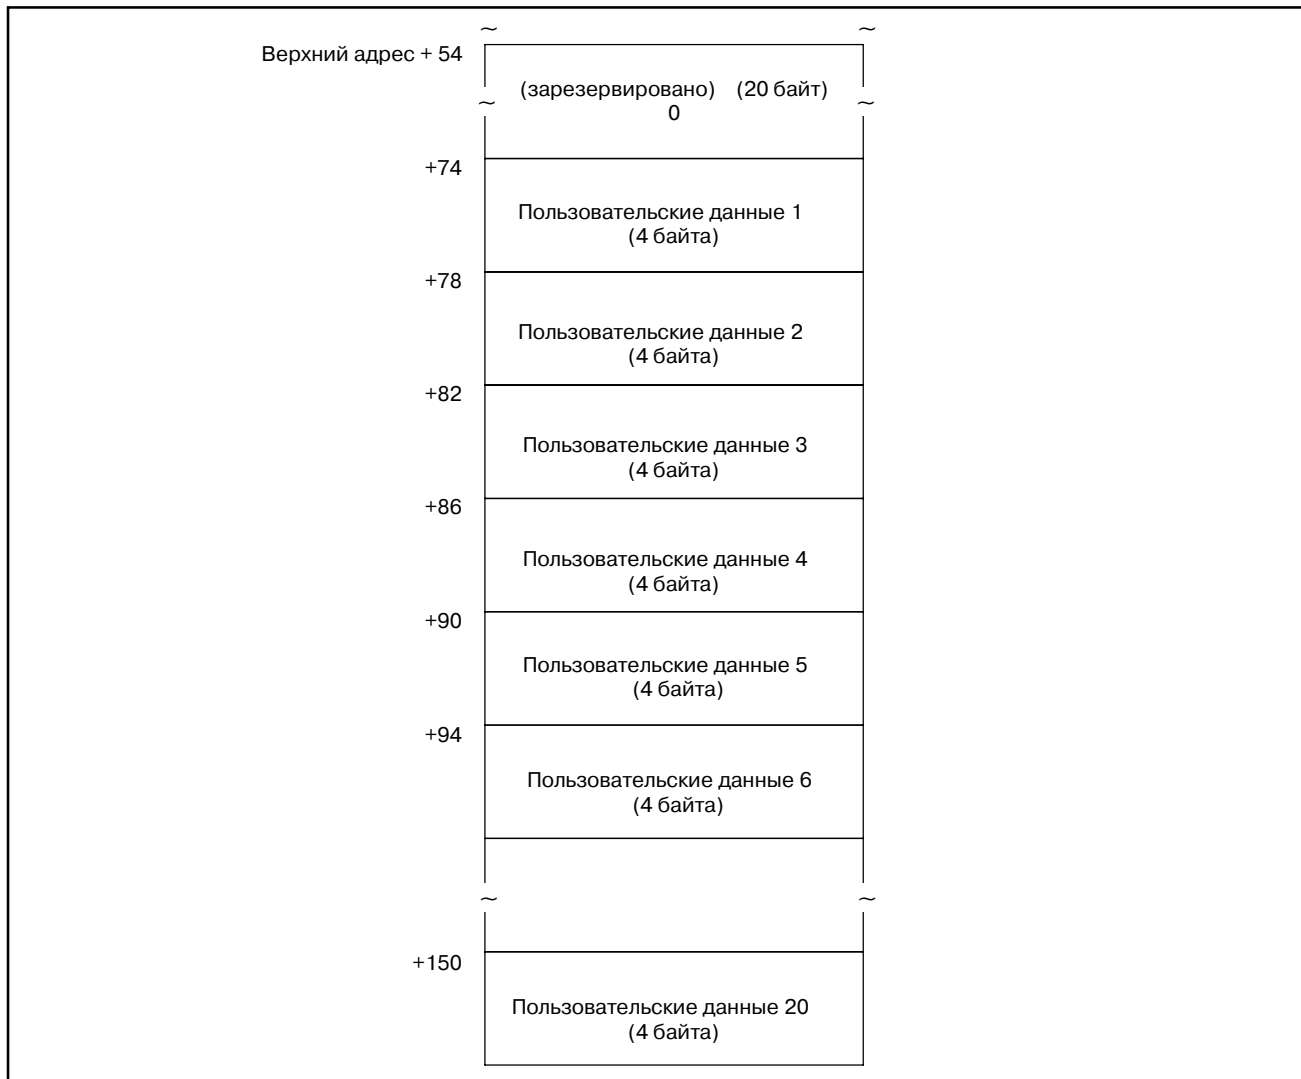 Верхний адрес + 54
(зарезервировано) (20 байт)
0
+74
Пользовательские данные 1
(4 байта)
+78
Пользовательские данные 2
(4 байта)
+82
Пользовательские данные 3
(4 байта)
+86
Пользовательские данные 4
(4 байта)
+90
Пользовательские данные 5
(4 байта)
+94
Пользовательские данные 6
(4 байта)
+150
Пользовательские данные 20
(4 байта)